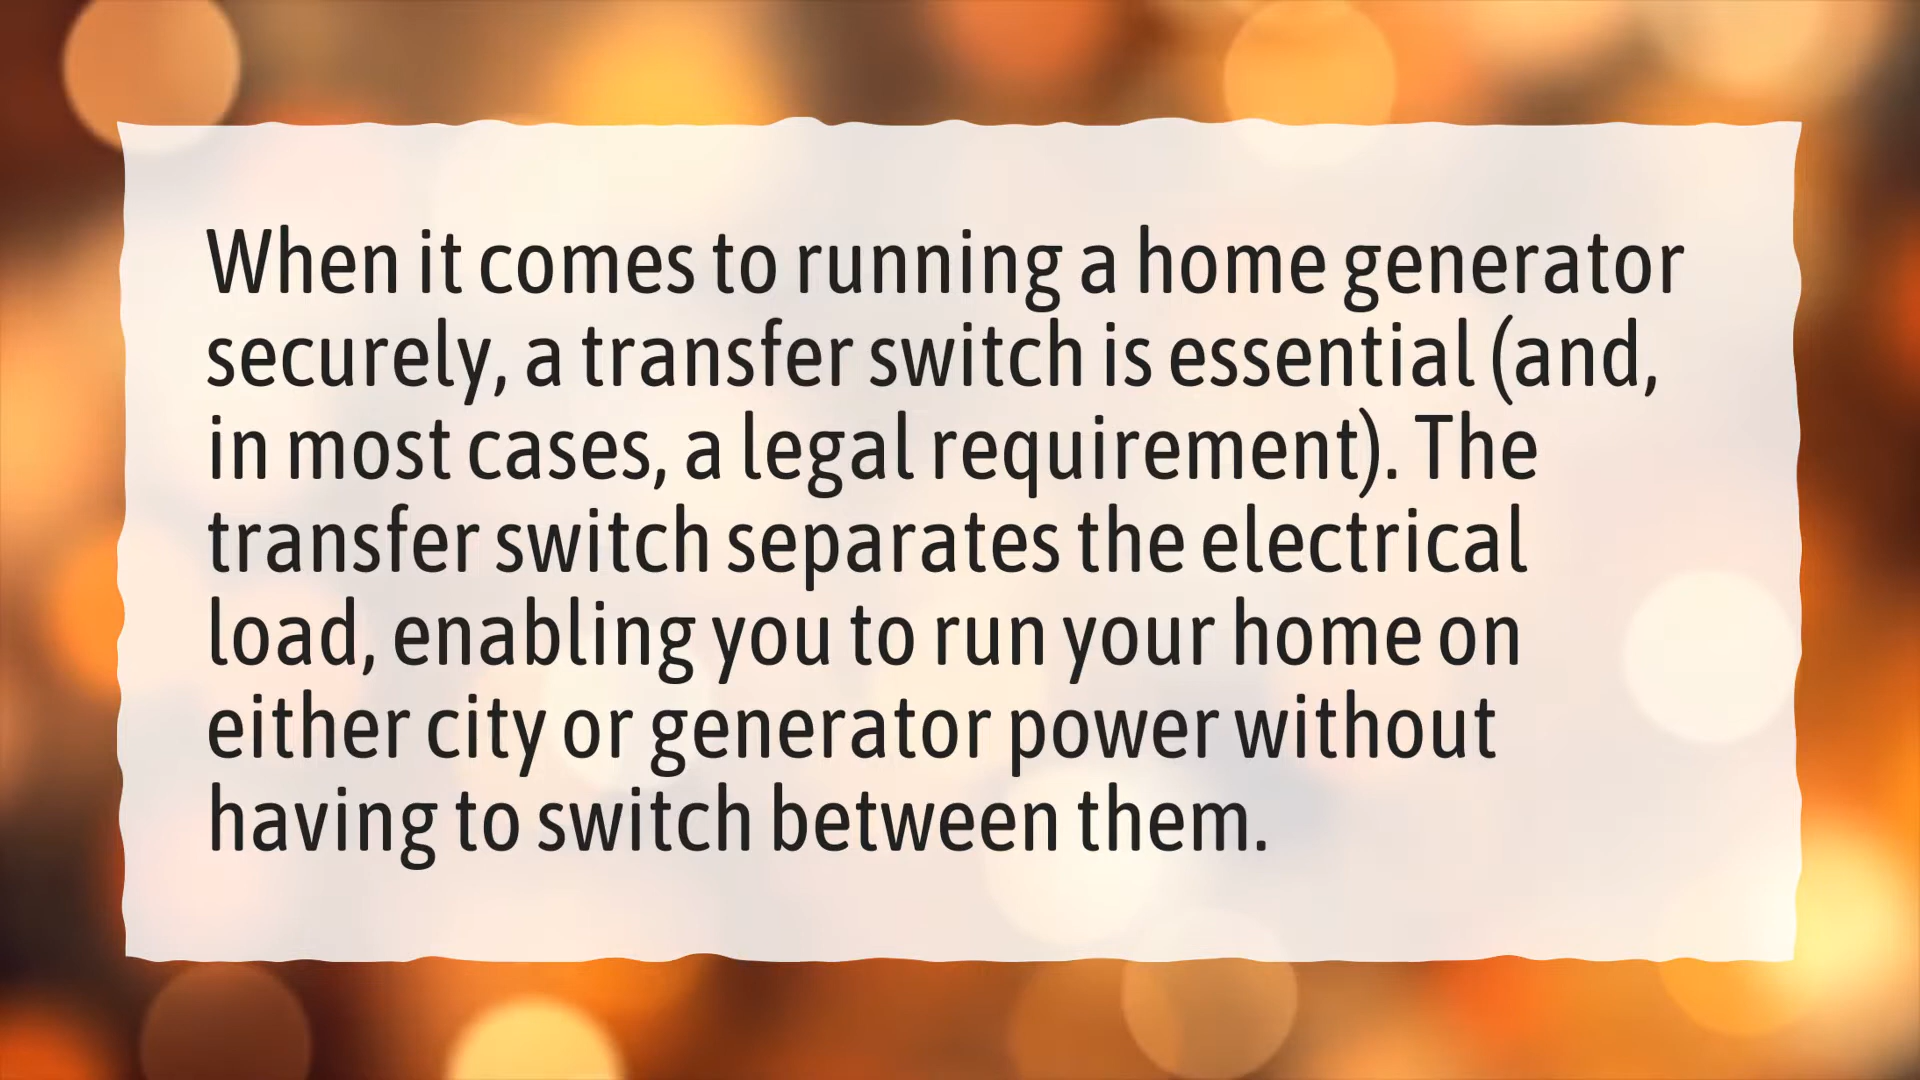 When it comes to running a home generator
securely, a transfer switch is essential (and,
in most cases, a legal requirement). The
transfer switch separates the electrical
load, enabling you to run your home on
either city or generator power without
having to switch between them.